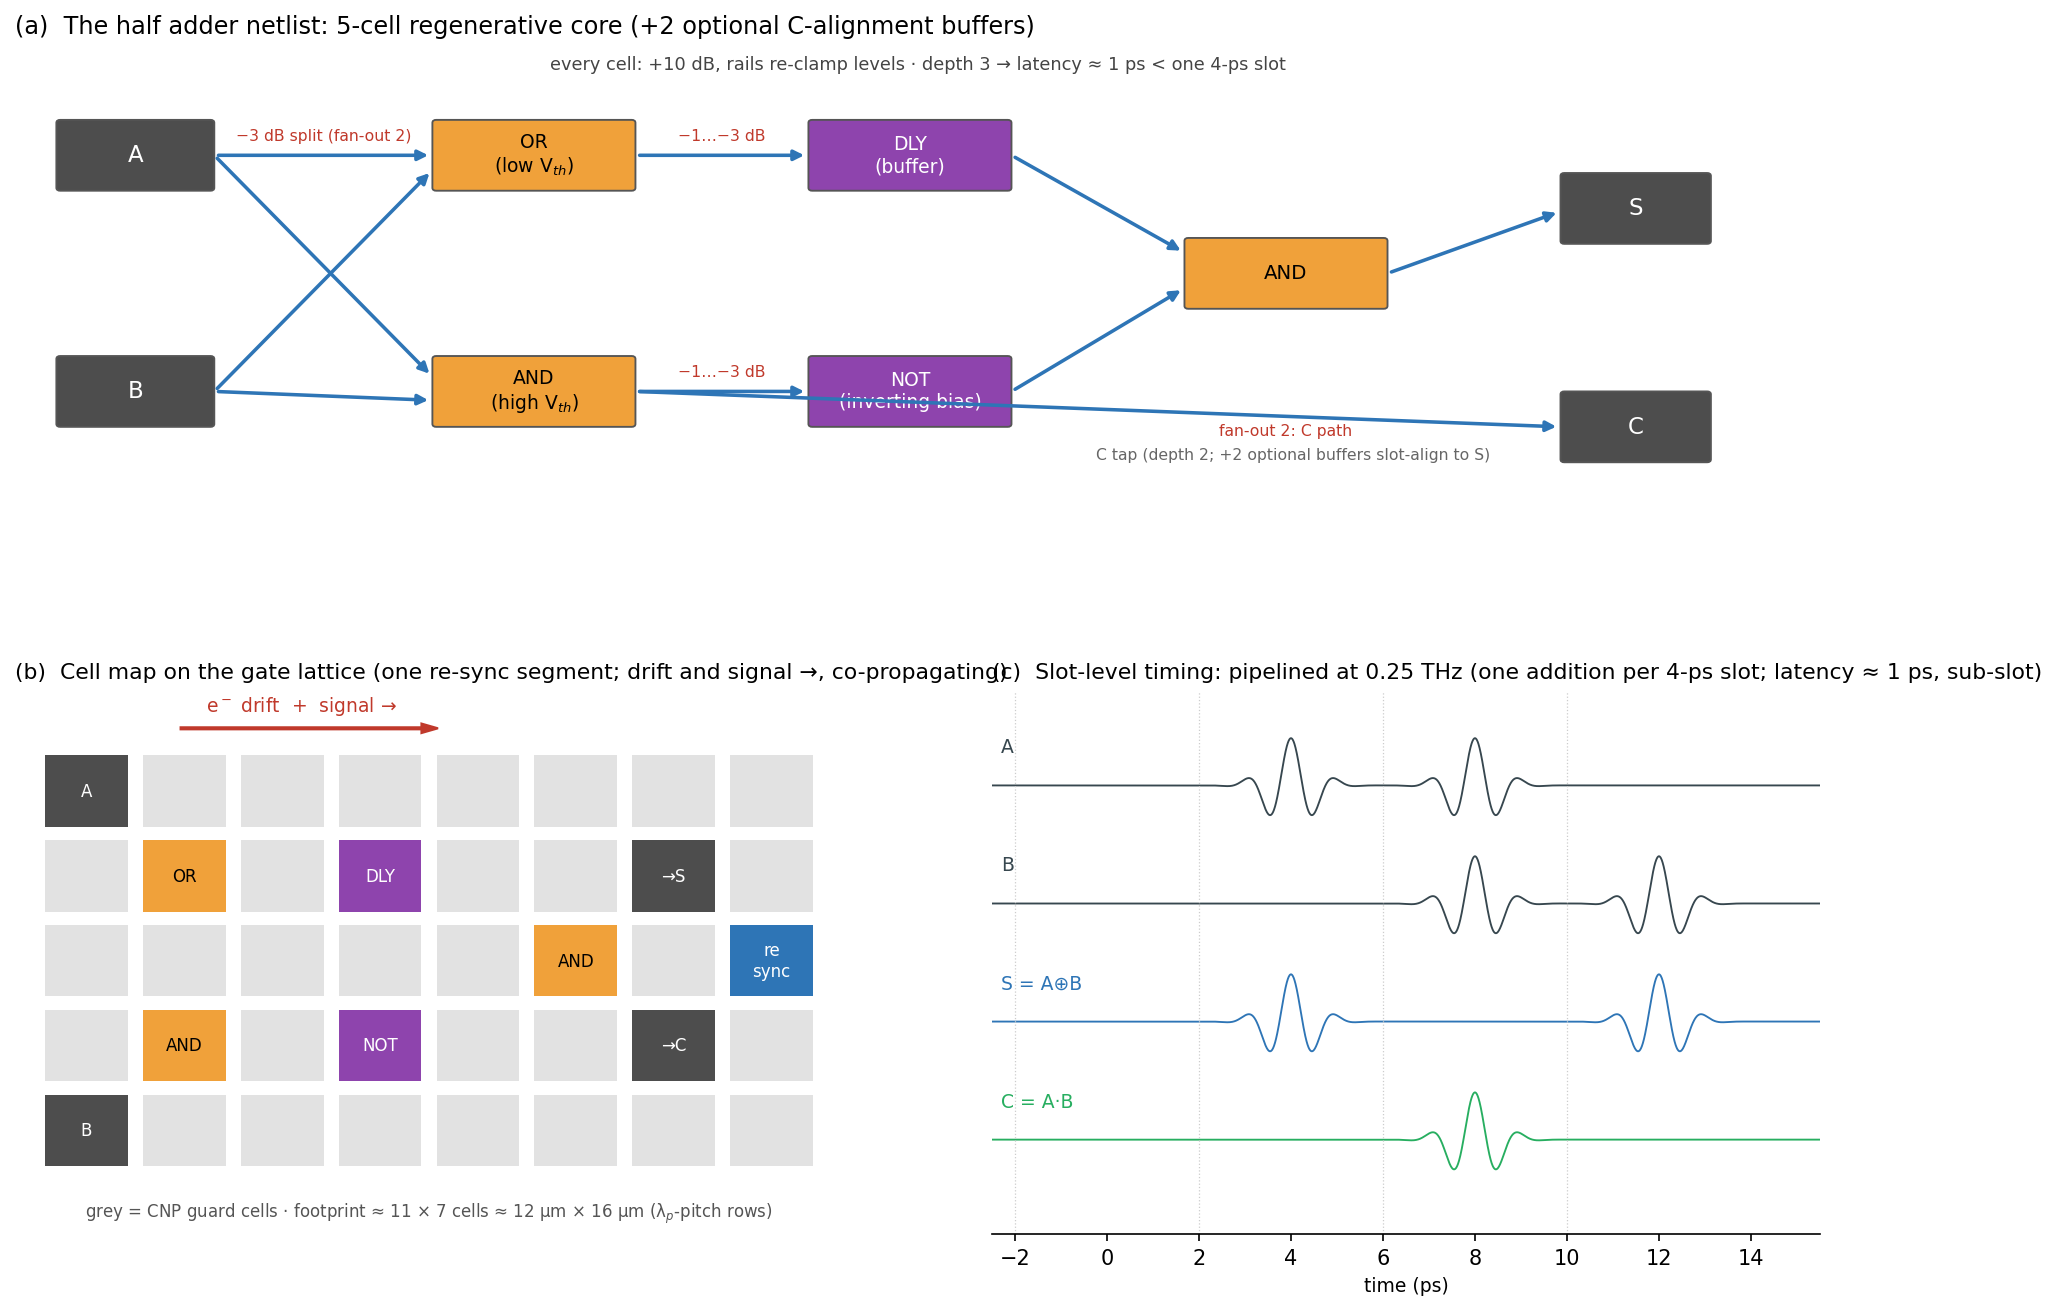 (a)  The half adder netlist: 5-cell regenerative core (+2 optional C-alignment buffers)
every cell: +10 dB, rails re-clamp levels · depth 3 → latency ≈ 1 ps < one 4-ps slot
A
−3 dB split (fan-out 2)
OR
(low V_th)
−1…−3 dB
DLY
(buffer)
S
AND
B
AND
(high V_th)
−1…−3 dB
NOT
(inverting bias)
C
fan-out 2: C path
C tap (depth 2; +2 optional buffers slot-align to S)
(b)  Cell map on the gate lattice (one re-sync segment; drift and signal →, co-propagating)
e⁻ drift + signal →
A
OR
DLY
→S
AND
re
sync
AND
NOT
→C
B
grey = CNP guard cells · footprint ≈ 11 × 7 cells ≈ 12 μm × 16 μm (λ_p-pitch rows)
(c)  Slot-level timing: pipelined at 0.25 THz (one addition per 4-ps slot; latency ≈ 1 ps, sub-slot)
A
B
S = A⊕B
C = A·B
−2 0 2 4 6 8 10 12 14
time (ps)